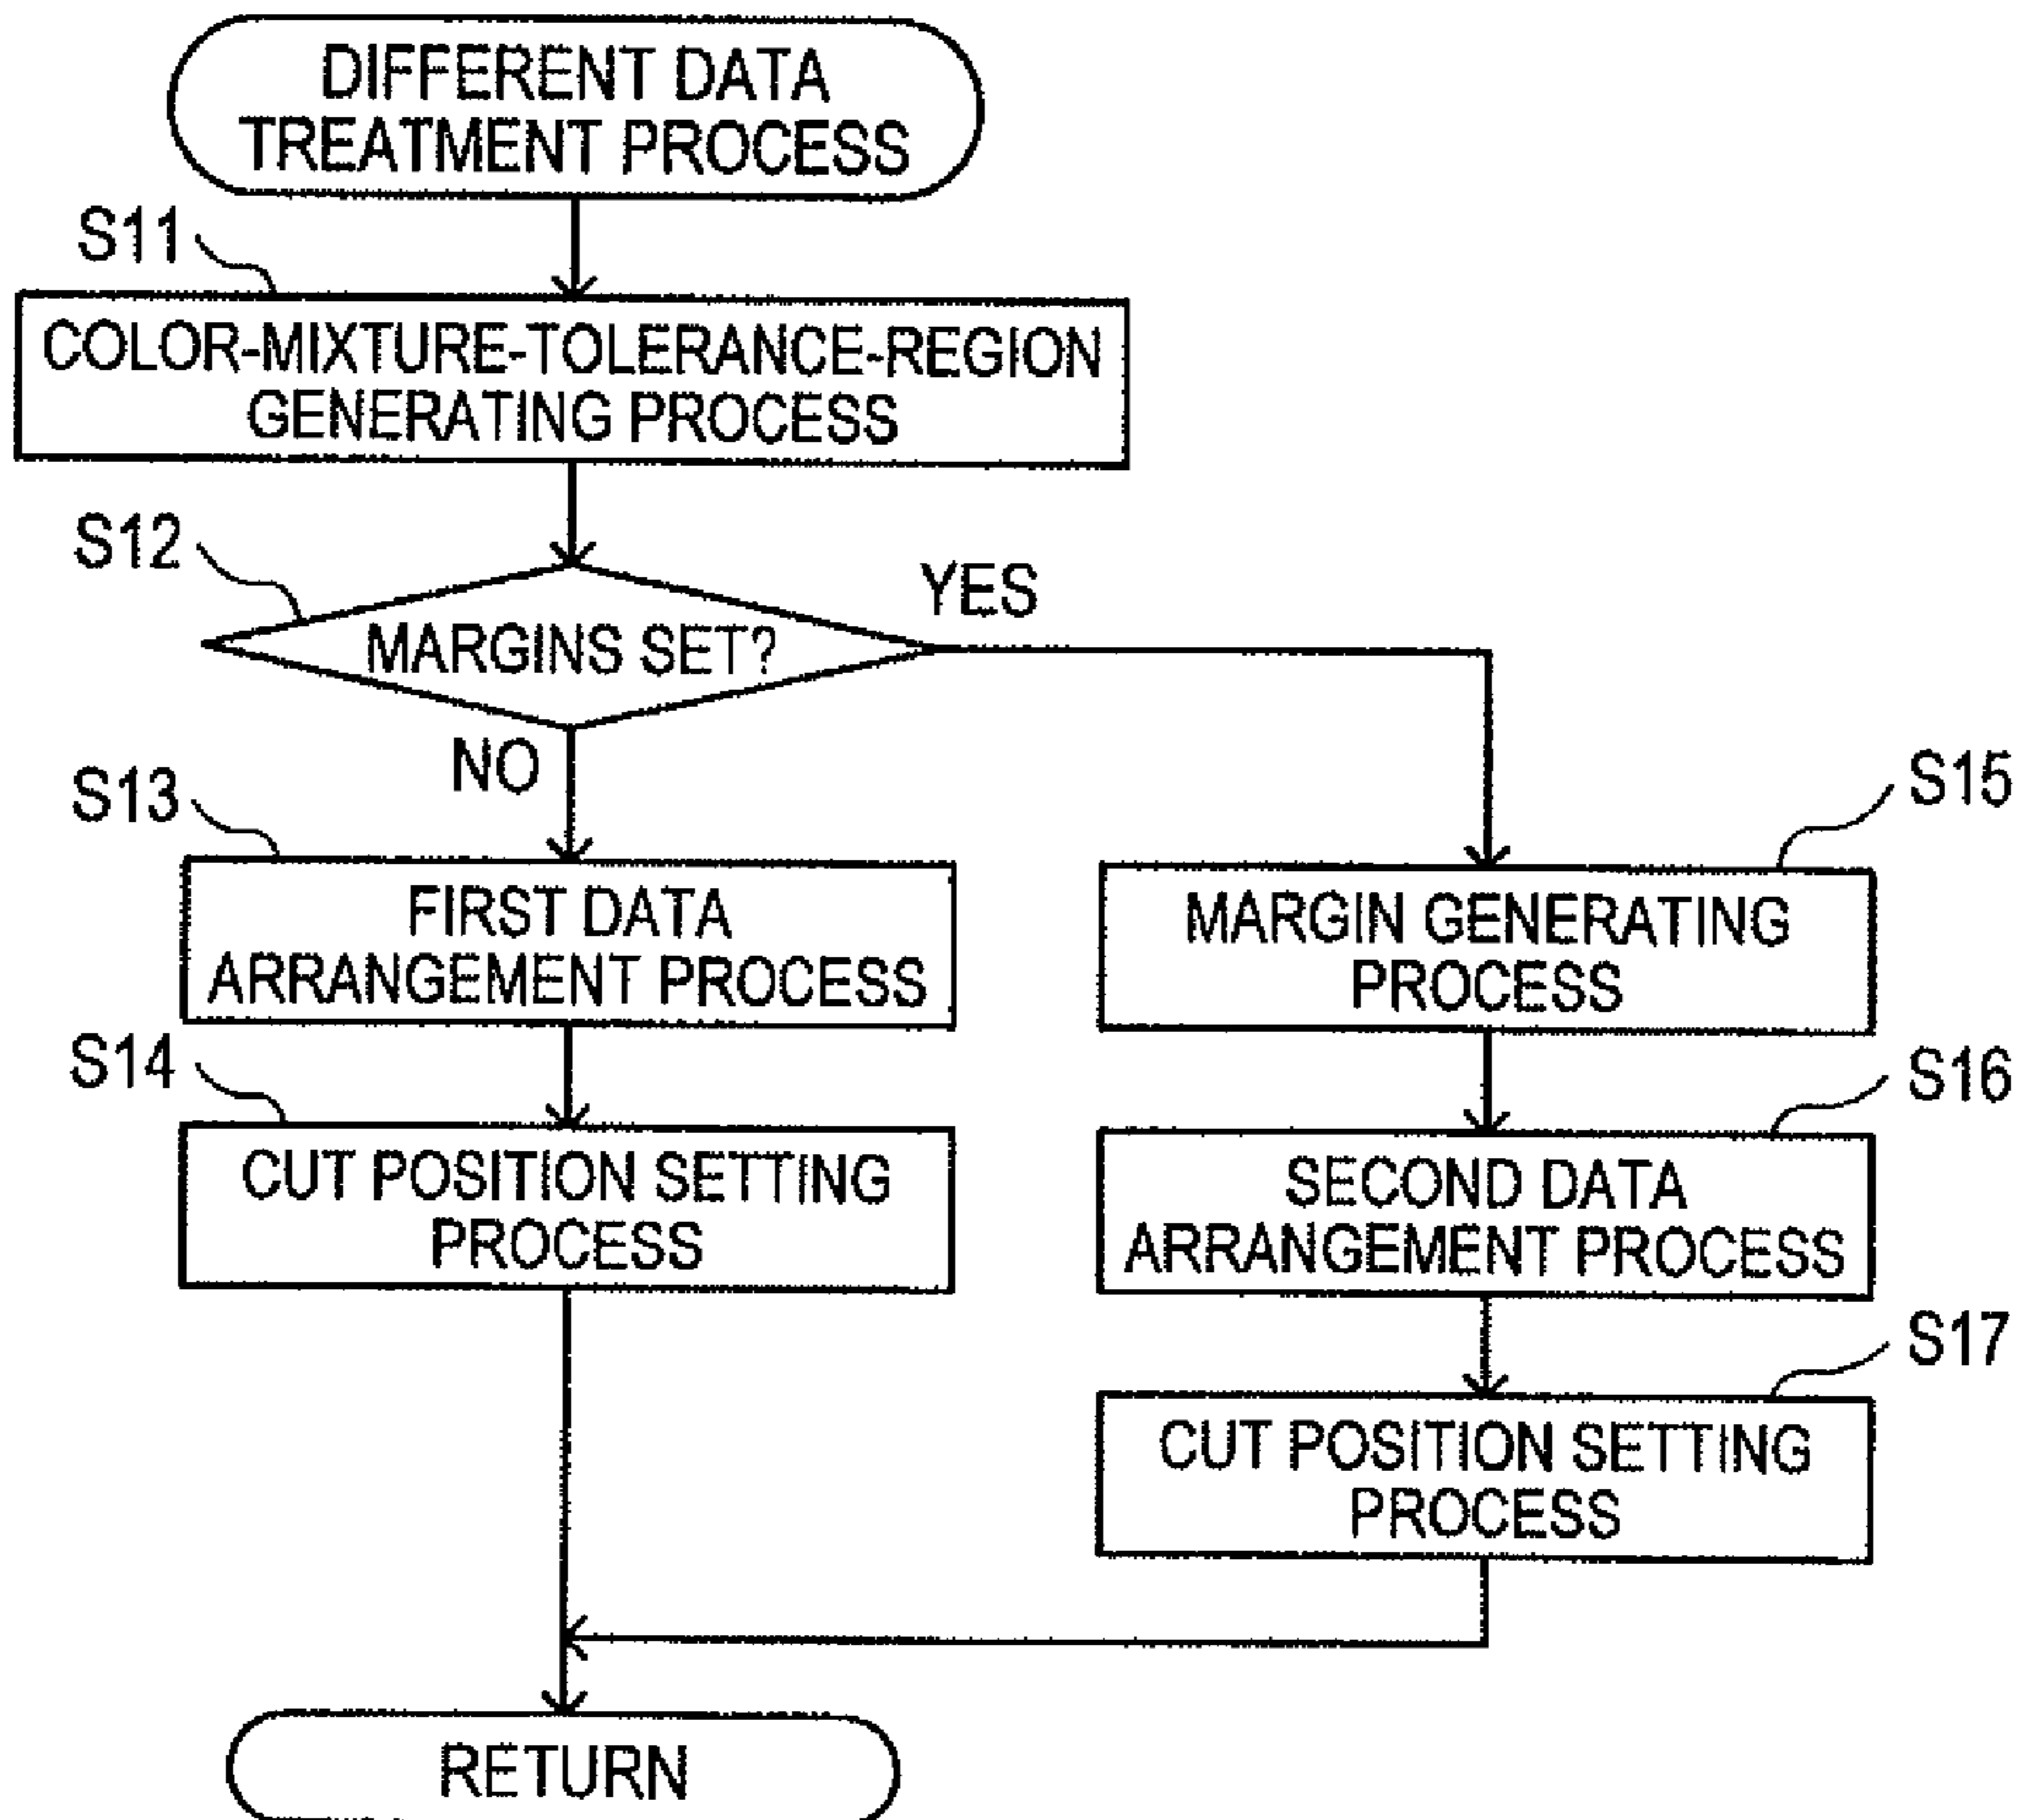 DIFFERENT DATA
TREATMENT PROCESS
S11
COLOR-MIXTURE-TOLERANCE-REGION
GENERATING PROCESS
S12
MARGINS SET?
YES
NO
S13
FIRST DATA
ARRANGEMENT PROCESS
S14
CUT POSITION SETTING
PROCESS
S15
MARGIN GENERATING
PROCESS
S16
SECOND DATA
ARRANGEMENT PROCESS
S17
CUT POSITION SETTING
PROCESS
RETURN